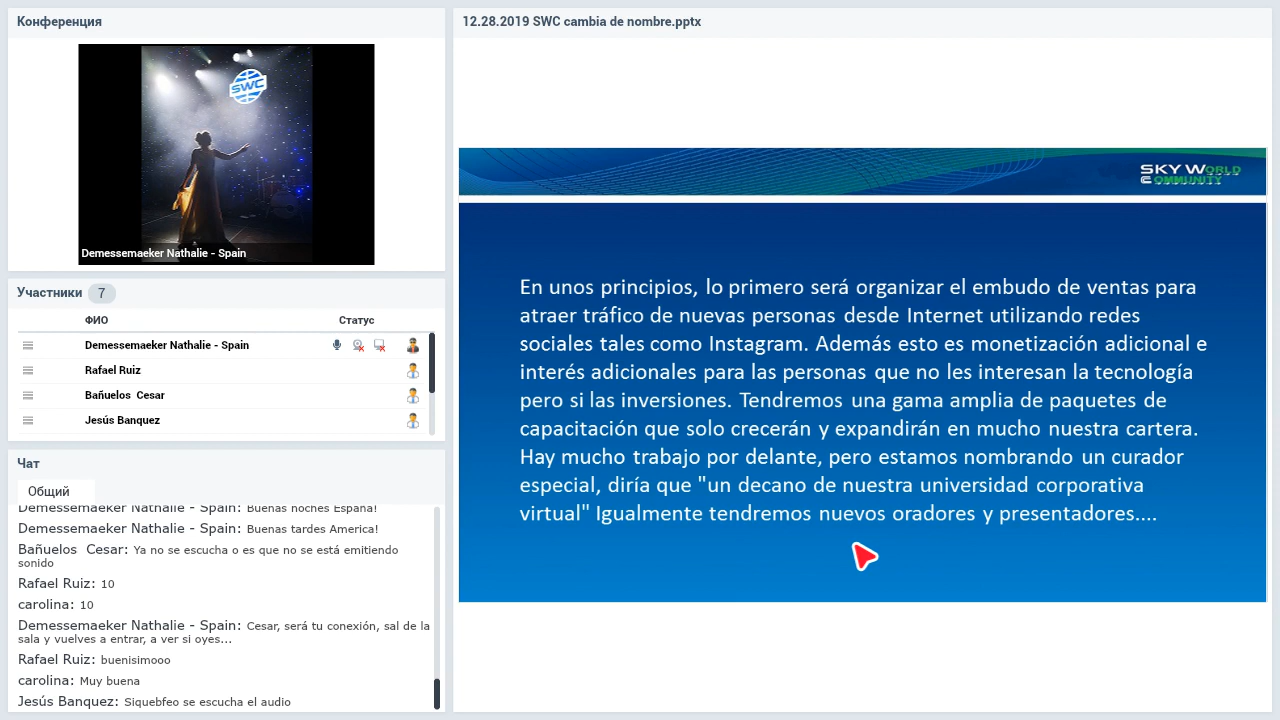 Конференция
SWC
Demessemaeker Nathalie - Spain
Участники 7
ФИО Статус
Demessemaeker Nathalie - Spain
Rafael Ruiz
Bañuelos Cesar
Jesús Banquez
Чат
Общий
Demessemaeker Nathalie - Spain: Buenas noches España!
Demessemaeker Nathalie - Spain: Buenas tardes America!
Bañuelos Cesar: Ya no se escucha o es que no se está emitiendo
sonido
Rafael Ruiz: 10
carolina: 10
Demessemaeker Nathalie - Spain: Cesar, será tu conexión, sal de la
sala y vuelves a entrar, a ver si oyes...
Rafael Ruiz: buenisimooo
carolina: Muy buena
Jesús Banquez: Siquebfeo se escucha el audio
12.28.2019 SWC cambia de nombre.pptx
SKY WORLD
COMMUNITY
En unos principios, lo primero será organizar el embudo de ventas para
atraer tráfico de nuevas personas desde Internet utilizando redes
sociales tales como Instagram. Además esto es monetización adicional e
interés adicionales para las personas que no les interesan la tecnología
pero si las inversiones. Tendremos una gama amplia de paquetes de
capacitación que solo crecerán y expandirán en mucho nuestra cartera.
Hay mucho trabajo por delante, pero estamos nombrando un curador
especial, diría que "un decano de nuestra universidad corporativa
virtual" Igualmente tendremos nuevos oradores y presentadores....